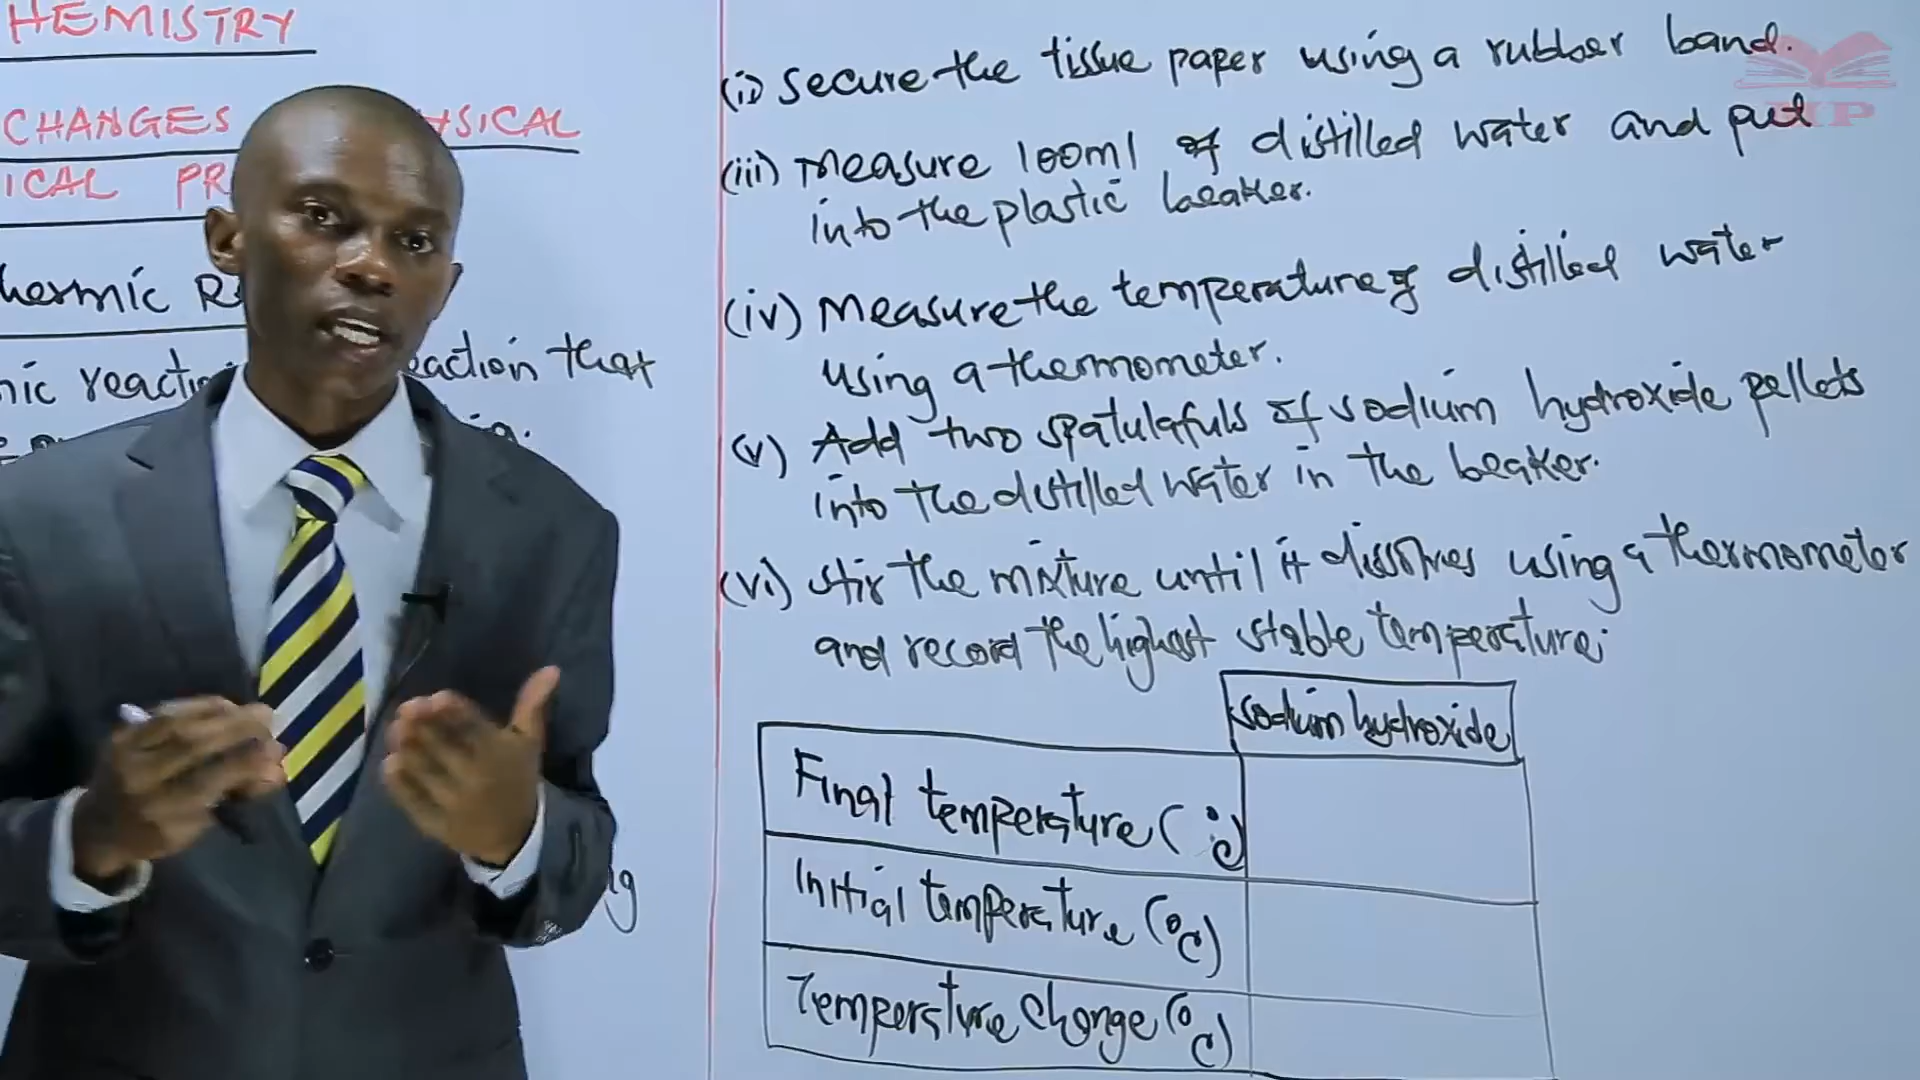 HEMISTRY
CHANGES SICAL
ICAL PR
hermic R
nic reacti eaction that
g.
ng
(ii) Secure the tissue paper using a rubber band.
(iii) Measure 100ml of distilled water and put
into the plastic beaker.
(iv) Measure the temperature of distilled water
using a thermometer.
(v) Add two spatulafuls of sodium hydroxide pellets
into the distilled water in the beaker.
(vi) stir the mixture until it dissolves using a thermometer
and record the highest stable temperature.
sodium hydroxide
Final temperature (°C)
Initial temperature (°C)
Temperature change (°C)
HP